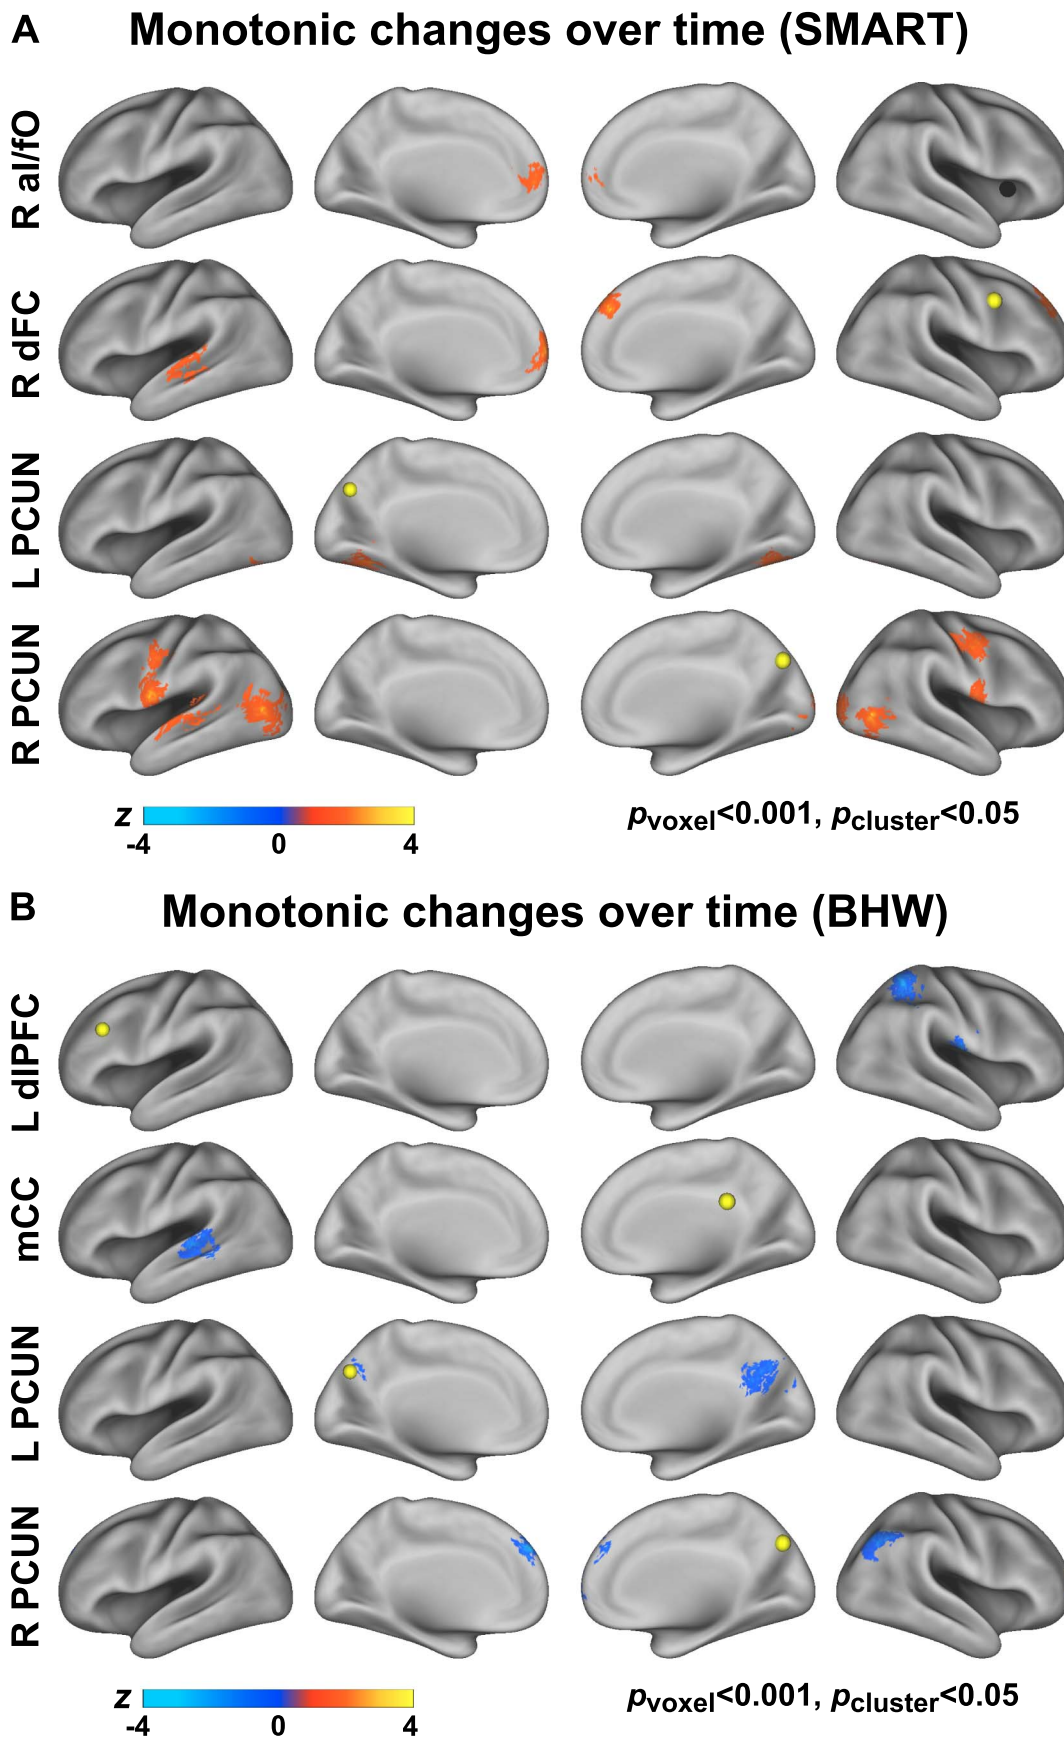 A Monotonic changes over time (SMART)
R aI/fO
R dFC
L PCUN
R PCUN
z
-4 0 4
pvoxel<0.001, pcluster<0.05
B Monotonic changes over time (BHW)
L dlPFC
mCC
L PCUN
R PCUN
z
-4 0 4
pvoxel<0.001, pcluster<0.05